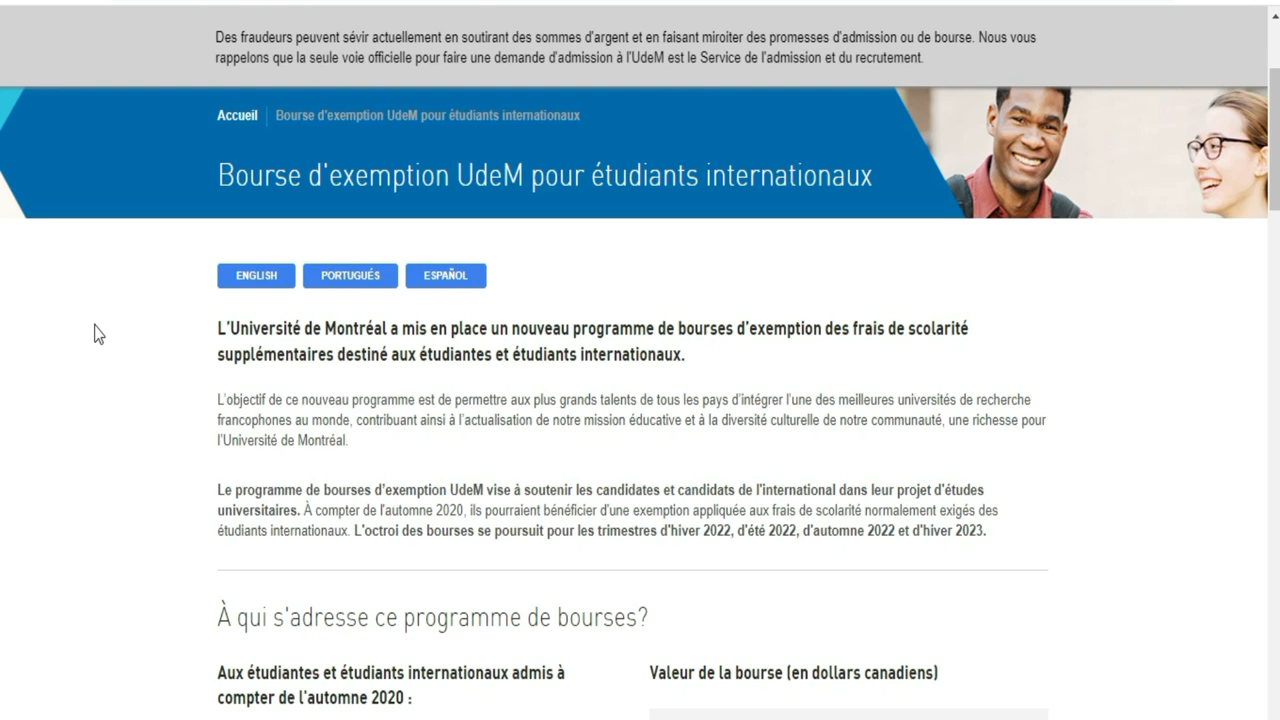 Des fraudeurs peuvent sévir actuellement en soutirant des sommes d'argent et en faisant miroiter des promesses d'admission ou de bourse. Nous vous
rappelons que la seule voie officielle pour faire une demande d'admission à l'UdeM est le Service de l'admission et du recrutement.
Accueil Bourse d'exemption UdeM pour étudiants internationaux
Bourse d'exemption UdeM pour étudiants internationaux
ENGLISH PORTUGUÉS ESPAÑOL
L'Université de Montréal a mis en place un nouveau programme de bourses d'exemption des frais de scolarité
supplémentaires destiné aux étudiantes et étudiants internationaux.
L'objectif de ce nouveau programme est de permettre aux plus grands talents de tous les pays d'intégrer l'une des meilleures universités de recherche
francophones au monde, contribuant ainsi à l'actualisation de notre mission éducative et à la diversité culturelle de notre communauté, une richesse pour
l'Université de Montréal.
Le programme de bourses d'exemption UdeM vise à soutenir les candidates et candidats de l'international dans leur projet d'études
universitaires. À compter de l'automne 2020, ils pourraient bénéficier d'une exemption appliquée aux frais de scolarité normalement exigés des
étudiants internationaux. L'octroi des bourses se poursuit pour les trimestres d'hiver 2022, d'été 2022, d'automne 2022 et d'hiver 2023.
À qui s'adresse ce programme de bourses?
Aux étudiantes et étudiants internationaux admis à
compter de l'automne 2020 :
Valeur de la bourse (en dollars canadiens)